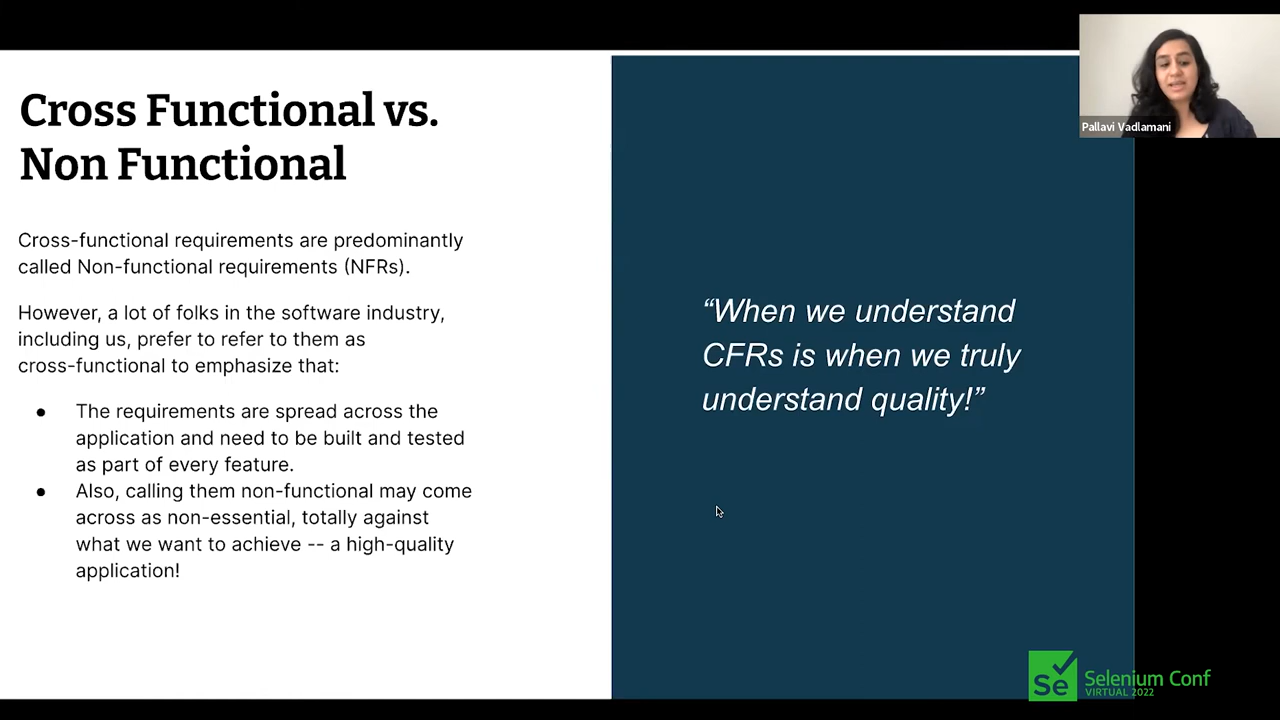 Cross Functional vs.
Non Functional
Cross-functional requirements are predominantly
called Non-functional requirements (NFRs).
However, a lot of folks in the software industry,
including us, prefer to refer to them as
cross-functional to emphasize that:
● The requirements are spread across the
application and need to be built and tested
as part of every feature.
● Also, calling them non-functional may come
across as non-essential, totally against
what we want to achieve -- a high-quality
application!
“When we understand
CFRs is when we truly
understand quality!”
Pallavi Vadlamani
Se
Selenium Conf
VIRTUAL 2022